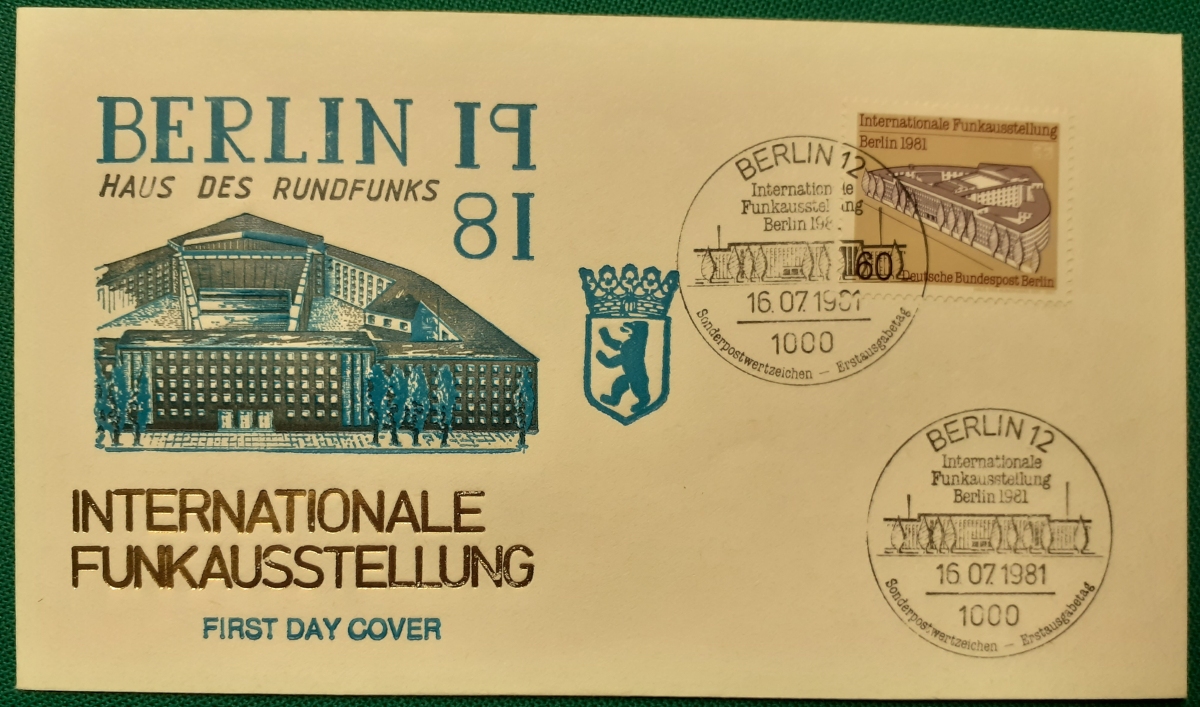 BERLIN 19
81
HAUS DES RUNDFUNKS
INTERNATIONALE
FUNKAUSSTELLUNG
FIRST DAY COVER
Internationale Funkausstellung
Berlin 1981
60 Deutsche Bundespost Berlin
BERLIN 12
Internationale
Funkausstellung
Berlin 198
16.07.1981
1000
Sonderpostwertzeichen – Erstausgabetag
BERLIN 12
Internationale
Funkausstellung
Berlin 1981
16.07.1981
1000
Sonderpostwertzeichen – Erstausgabetag